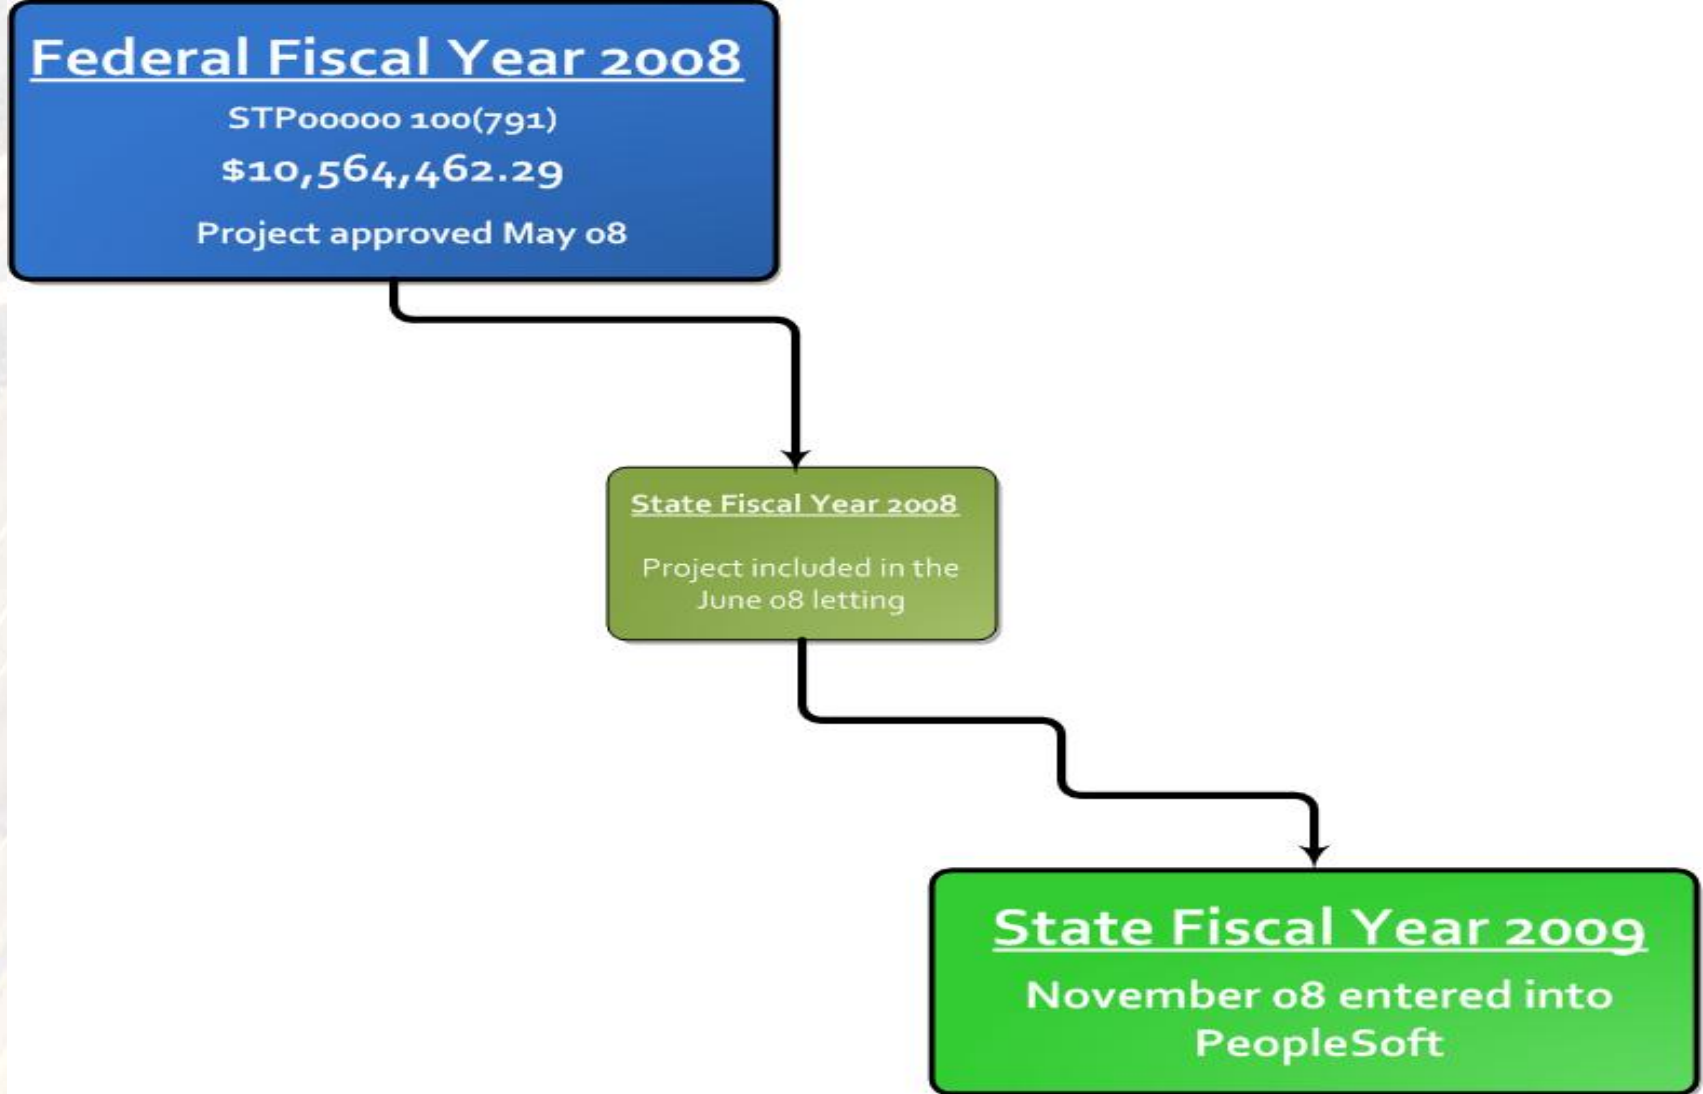 Federal Fiscal Year 2008
STP00000 100(791)
$10,564,462.29
Project approved May 08
State Fiscal Year 2008
Project included in the
June 08 letting
State Fiscal Year 2009
November 08 entered into
PeopleSoft